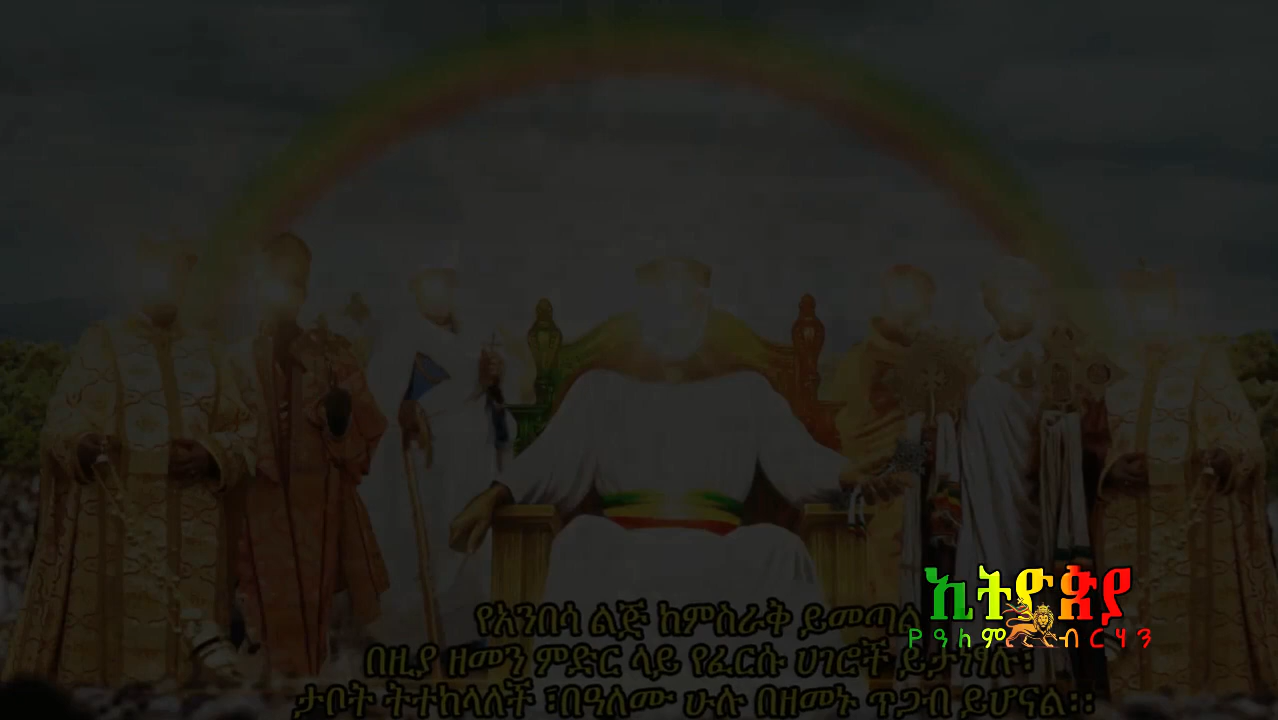 የአንበሳ ልጅ ከምስራቅ ይመጣል
በዚያ ዘመን ምድር ላይ የፈርሱ ሀገሮች ይታነፃሉ፣
ታቦት ትተከላለች ፣በዓለሙ ሁሉ በዘመኑ ጥጋብ ይሆናል፡፡
ኢትዮጵያ
የዓለም ብርሃን